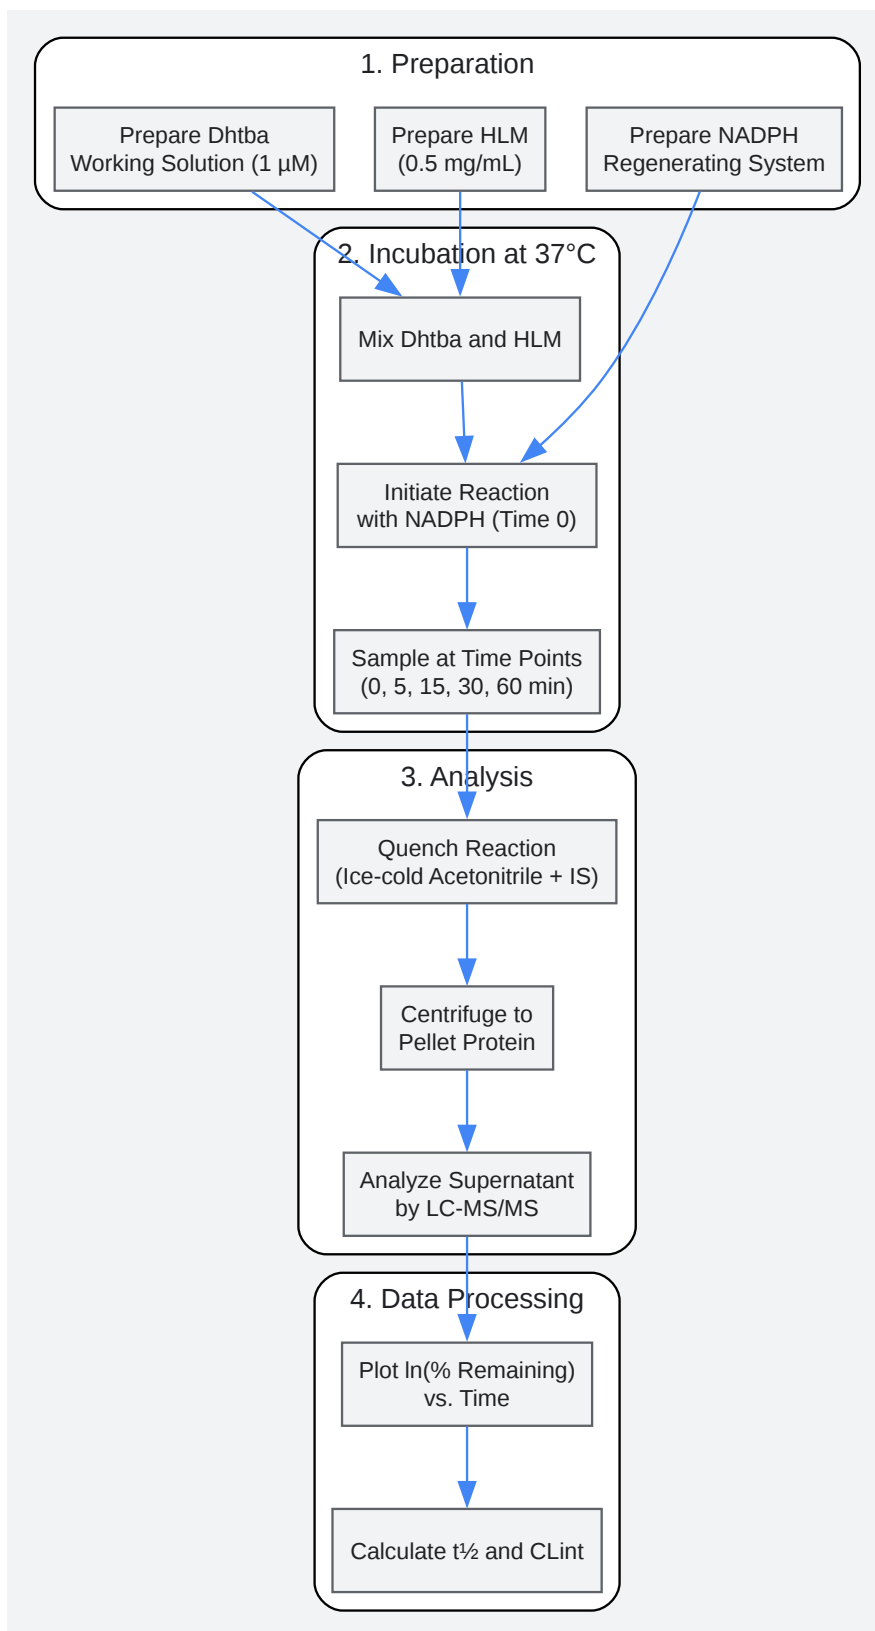 1. Preparation
Prepare Dhtba
Working Solution (1 µM)
Prepare HLM
(0.5 mg/mL)
Prepare NADPH
Regenerating System
2. Incubation at 37°C
Mix Dhtba and HLM
Initiate Reaction
with NADPH (Time 0)
Sample at Time Points
(0, 5, 15, 30, 60 min)
3. Analysis
Quench Reaction
(Ice-cold Acetonitrile + IS)
Centrifuge to
Pellet Protein
Analyze Supernatant
by LC-MS/MS
4. Data Processing
Plot ln(% Remaining)
vs. Time
Calculate t½ and CLint